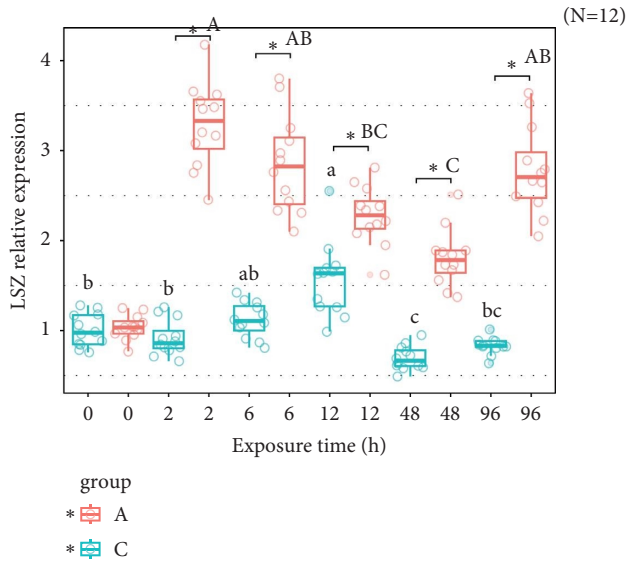 (N=12)
* A
* AB
* AB
* BC
* C
a
b
b
ab
c
bc
4
3
2
1
LSZ relative expression
0 0 2 2 6 6 12 12 48 48 96 96
Exposure time (h)
group
* A
* C